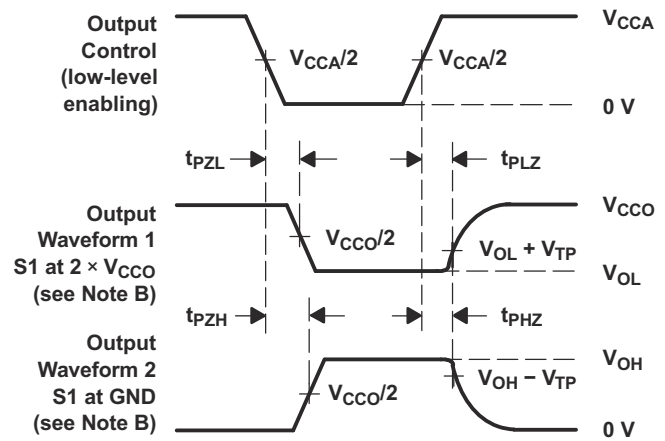 Output
Control
(low-level
enabling)
V_CCA/2
V_CCA/2
V_CCA
0 V
t_PZL
t_PLZ
Output
Waveform 1
S1 at 2 × V_CCO
(see Note B)
V_CCO/2
V_CCO
V_OL + V_TP
V_OL
t_PZH
t_PHZ
Output
Waveform 2
S1 at GND
(see Note B)
V_CCO/2
V_OH
V_OH − V_TP
0 V